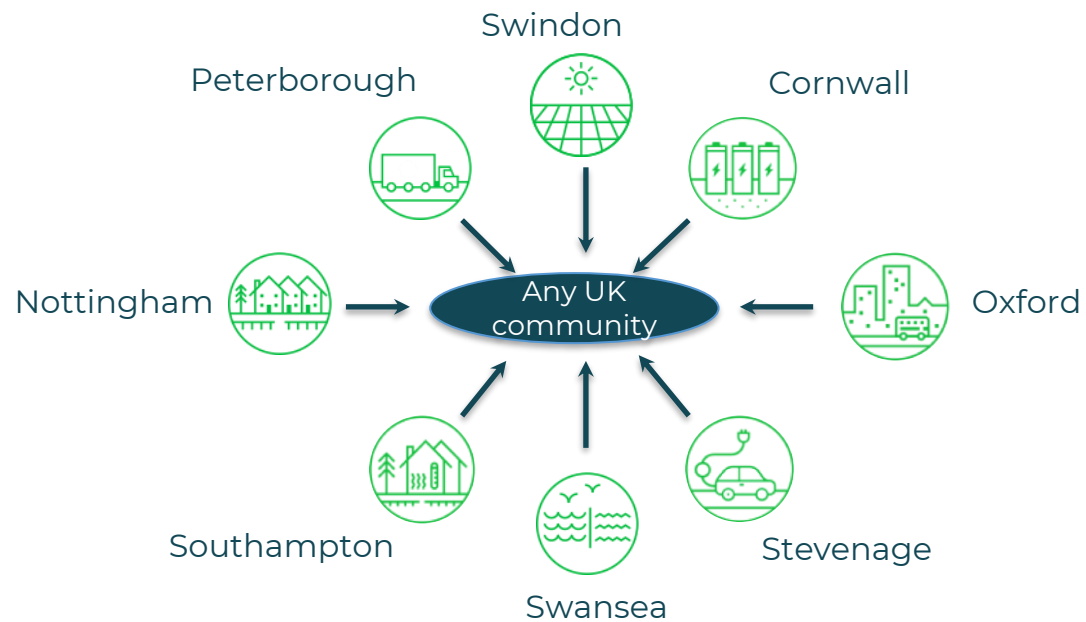 Swindon
Peterborough
Cornwall
Nottingham
Any UK
community
Oxford
Southampton
Stevenage
Swansea